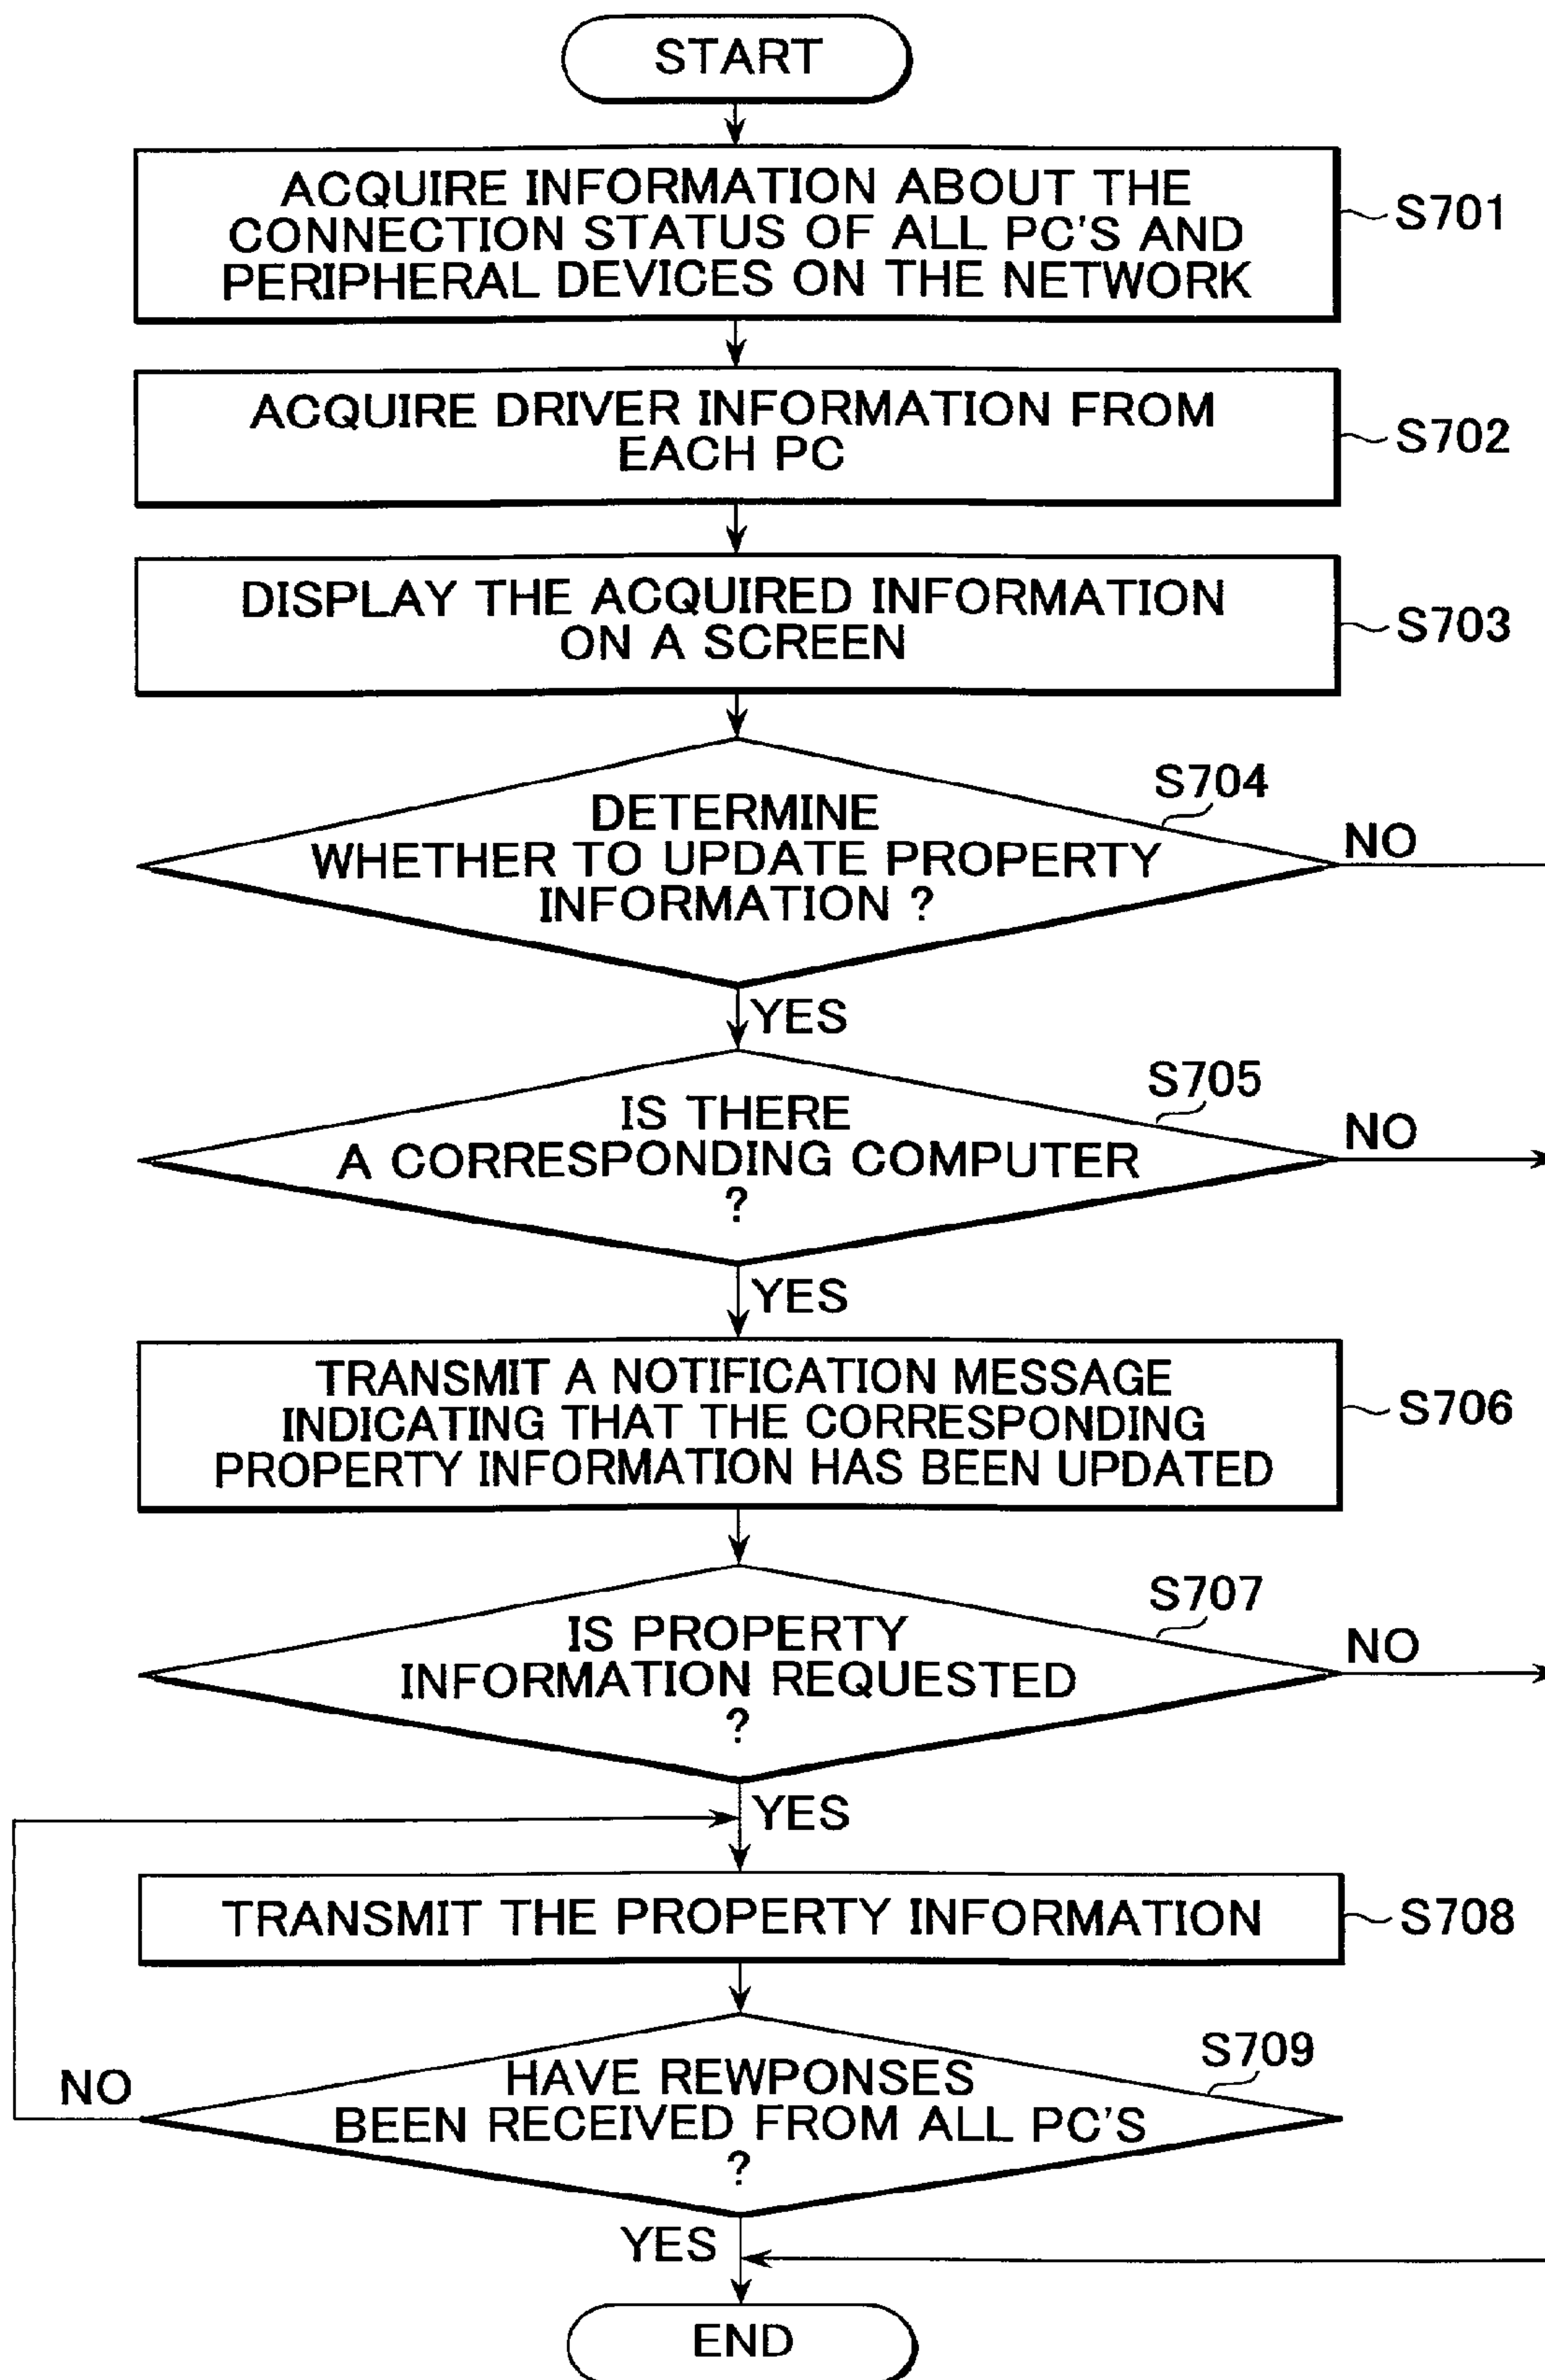 START
ACQUIRE INFORMATION ABOUT THE
CONNECTION STATUS OF ALL PC'S AND
PERIPHERAL DEVICES ON THE NETWORK
S701
ACQUIRE DRIVER INFORMATION FROM
EACH PC
S702
DISPLAY THE ACQUIRED INFORMATION
ON A SCREEN
S703
S704
DETERMINE
WHETHER TO UPDATE PROPERTY
INFORMATION ?
NO
YES
S705
IS THERE
A CORRESPONDING COMPUTER
?
NO
YES
TRANSMIT A NOTIFICATION MESSAGE
INDICATING THAT THE CORRESPONDING
PROPERTY INFORMATION HAS BEEN UPDATED
S706
S707
IS PROPERTY
INFORMATION REQUESTED
?
NO
YES
TRANSMIT THE PROPERTY INFORMATION
S708
S709
HAVE REWPONSES
BEEN RECEIVED FROM ALL PC'S
?
NO
YES
END